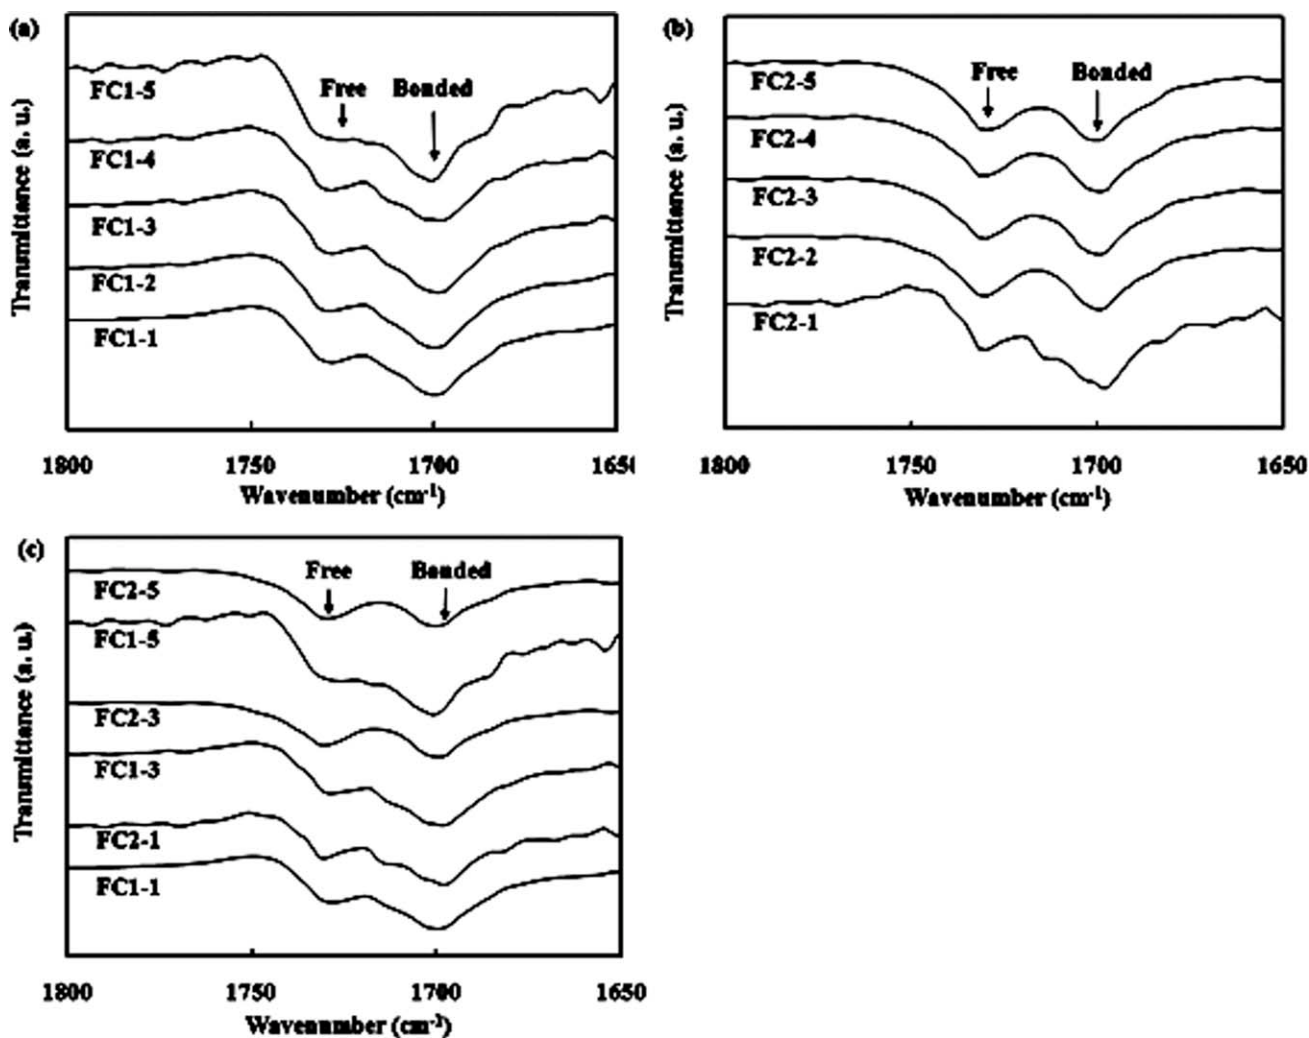 (a)
FC1-5
Free
Bonded
FC1-4
FC1-3
FC1-2
FC1-1
Transmittance (a. u.)
1800
1750
1700
1650
Wavenumber (cm-1)
(b)
FC2-5
Free
Bonded
FC2-4
FC2-3
FC2-2
FC2-1
Transmittance (a. u.)
1800
1750
1700
1650
Wavenumber (cm-1)
(c)
FC2-5
Free
Bonded
FC1-5
FC2-3
FC1-3
FC2-1
FC1-1
Transmittance (a. u.)
1800
1750
1700
1650
Wavenumber (cm-1)